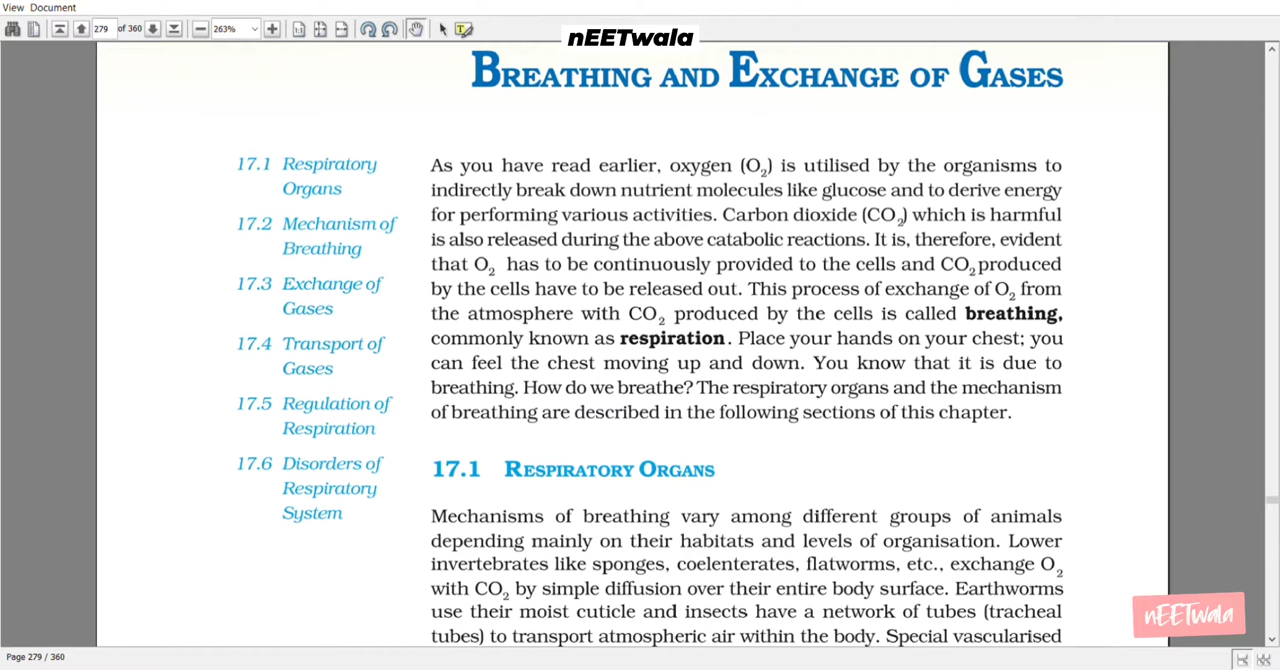 View Document
279 of 360 263%
nEETwala
BREATHING AND EXCHANGE OF GASES
17.1 Respiratory
Organs
17.2 Mechanism of
Breathing
17.3 Exchange of
Gases
17.4 Transport of
Gases
17.5 Regulation of
Respiration
17.6 Disorders of
Respiratory
System
As you have read earlier, oxygen (O₂) is utilised by the organisms to
indirectly break down nutrient molecules like glucose and to derive energy
for performing various activities. Carbon dioxide (CO₂) which is harmful
is also released during the above catabolic reactions. It is, therefore, evident
that O₂ has to be continuously provided to the cells and CO₂ produced
by the cells have to be released out. This process of exchange of O₂ from
the atmosphere with CO₂ produced by the cells is called breathing,
commonly known as respiration. Place your hands on your chest; you
can feel the chest moving up and down. You know that it is due to
breathing. How do we breathe? The respiratory organs and the mechanism
of breathing are described in the following sections of this chapter.
17.1 RESPIRATORY ORGANS
Mechanisms of breathing vary among different groups of animals
depending mainly on their habitats and levels of organisation. Lower
invertebrates like sponges, coelenterates, flatworms, etc., exchange O₂
with CO₂ by simple diffusion over their entire body surface. Earthworms
use their moist cuticle and insects have a network of tubes (tracheal
tubes) to transport atmospheric air within the body. Special vascularised
nEETwala
Page 279 / 360